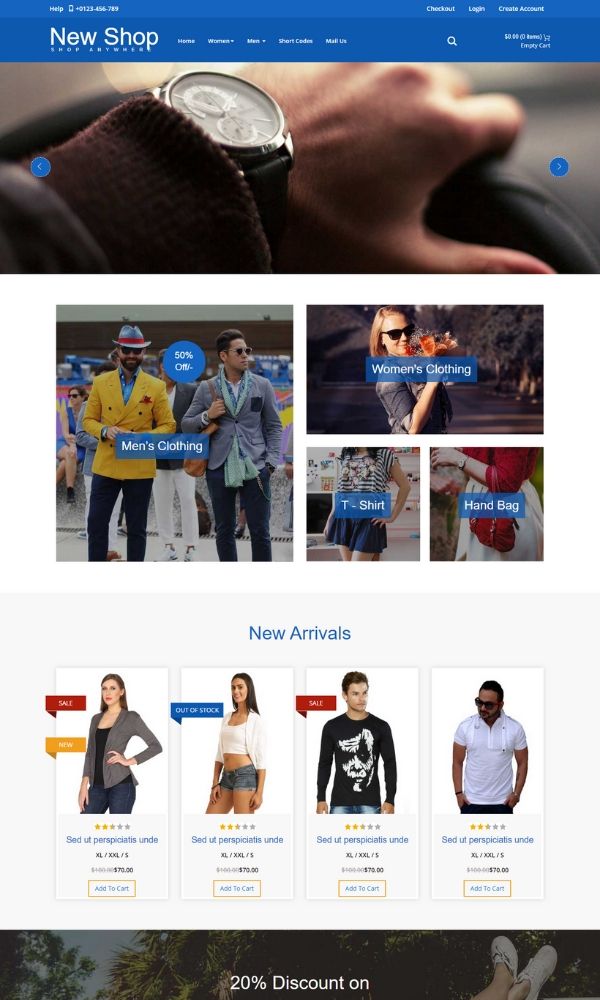 Help +0123-456-789 Checkout Login Create Account
New Shop
SHOP ARYWHERE
Home Women Men Short Codes Mail Us
$0.00 (0 items)
Empty Cart
50%
Off/-
Men's Clothing
Women's Clothing
T - Shirt
Hand Bag
New Arrivals
SALE
NEW
OUT OF STOCK
SALE
Sed ut perspiciatis unde
XL / XXL / S
$100.00 $70.00
Add To Cart
Sed ut perspiciatis unde
XL / XXL / S
$100.00 $70.00
Add To Cart
Sed ut perspiciatis unde
XL / XXL / S
$100.00 $70.00
Add To Cart
Sed ut perspiciatis unde
XL / XXL / S
$100.00 $70.00
Add To Cart
20% Discount on